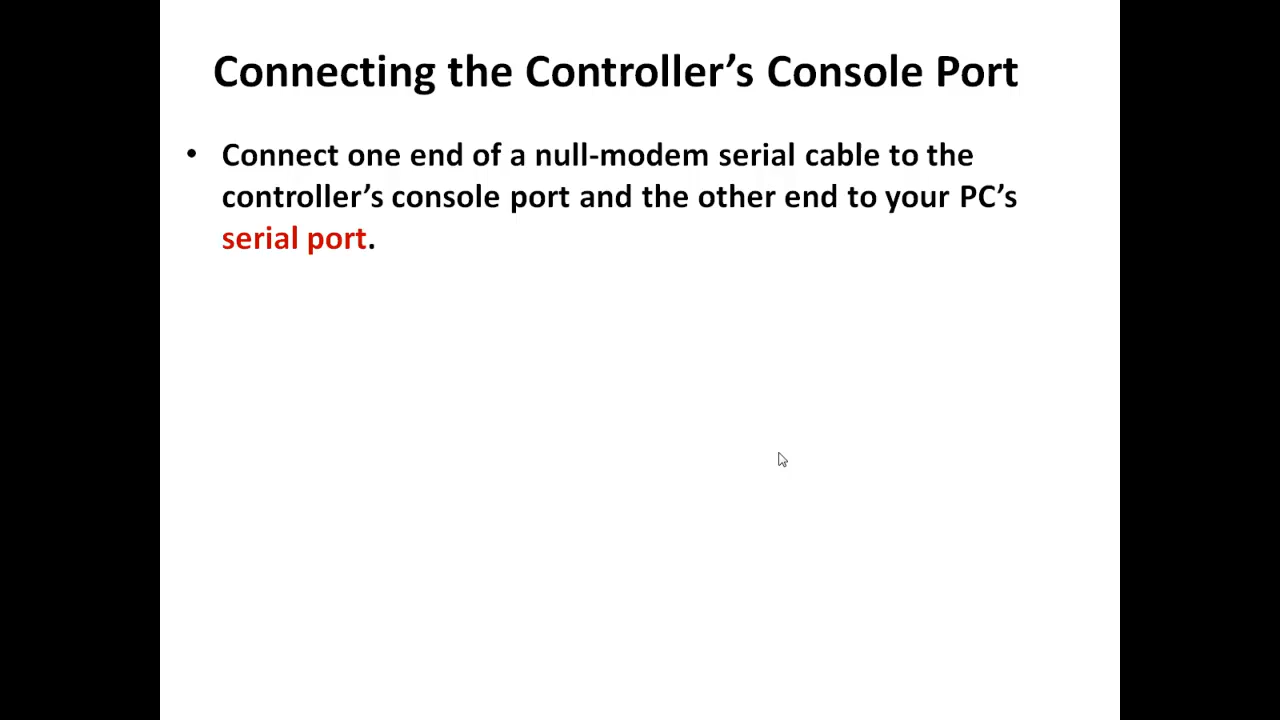 Connecting the Controller’s Console Port
• Connect one end of a null-modem serial cable to the
controller’s console port and the other end to your PC’s
serial port.